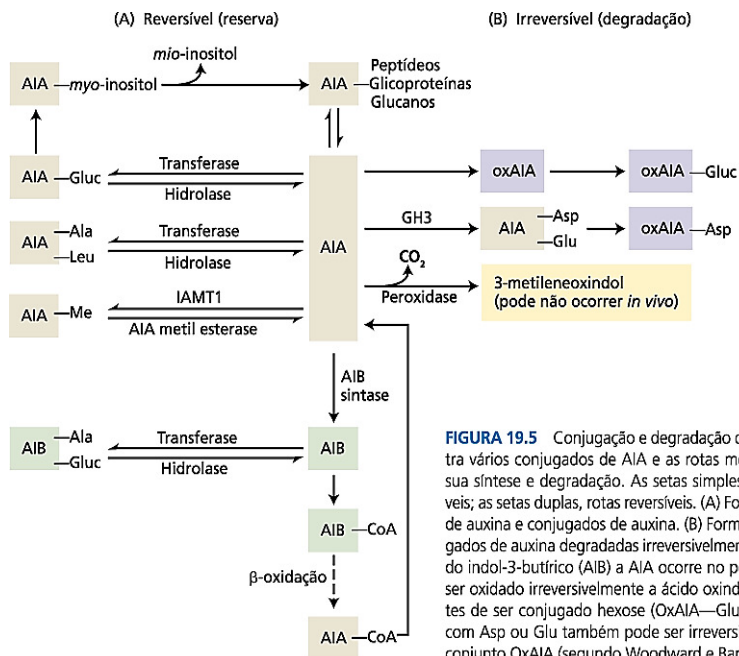 (A) Reversível (reserva)
(B) Irreversível (degradação)
mio-inositol
AIA
myo-inositol
AIA
Peptídeos
Glicoproteínas
Glucanos
AIA
Gluc
Transferase
Hidrolase
AIA
Ala
Leu
Transferase
Hidrolase
AIA
Me
IAMT1
AIA metil esterase
AIA
oxAIA
oxAIA
Gluc
GH3
AIA
Asp
Glu
oxAIA
Asp
CO2
Peroxidase
3-metileneoxindol
(pode não ocorrer in vivo)
AIB
sintase
AIB
Ala
Gluc
Transferase
Hidrolase
AIB
AIB
CoA
β-oxidação
AIA
CoA
FIGURA 19.5 Conjugação e degradação
tra vários conjugados de AIA e as rotas
sua síntese e degradação. As setas simples
veis; as setas duplas, rotas reversíveis. (A)
de auxina e conjugados de auxina. (B)
gados de auxina degradadas
do indol-3-butírico (AIB) a AIA ocorre no
ser oxidado irreversivelmente a ácido
tes de ser conjugado hexose
com Asp ou Glu também pode ser
conjunto OxAIA (segundo Woodward e